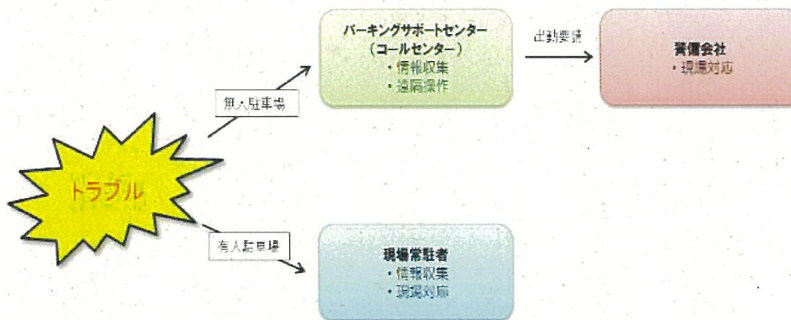 パーキングサポートセンター
(コールセンター)
・情報収集
・遠隔操作
出動要請
警備会社
・現場対応
無人駐車場
トラブル
有人駐車場
現場常駐者
・情報収集
・現場対応